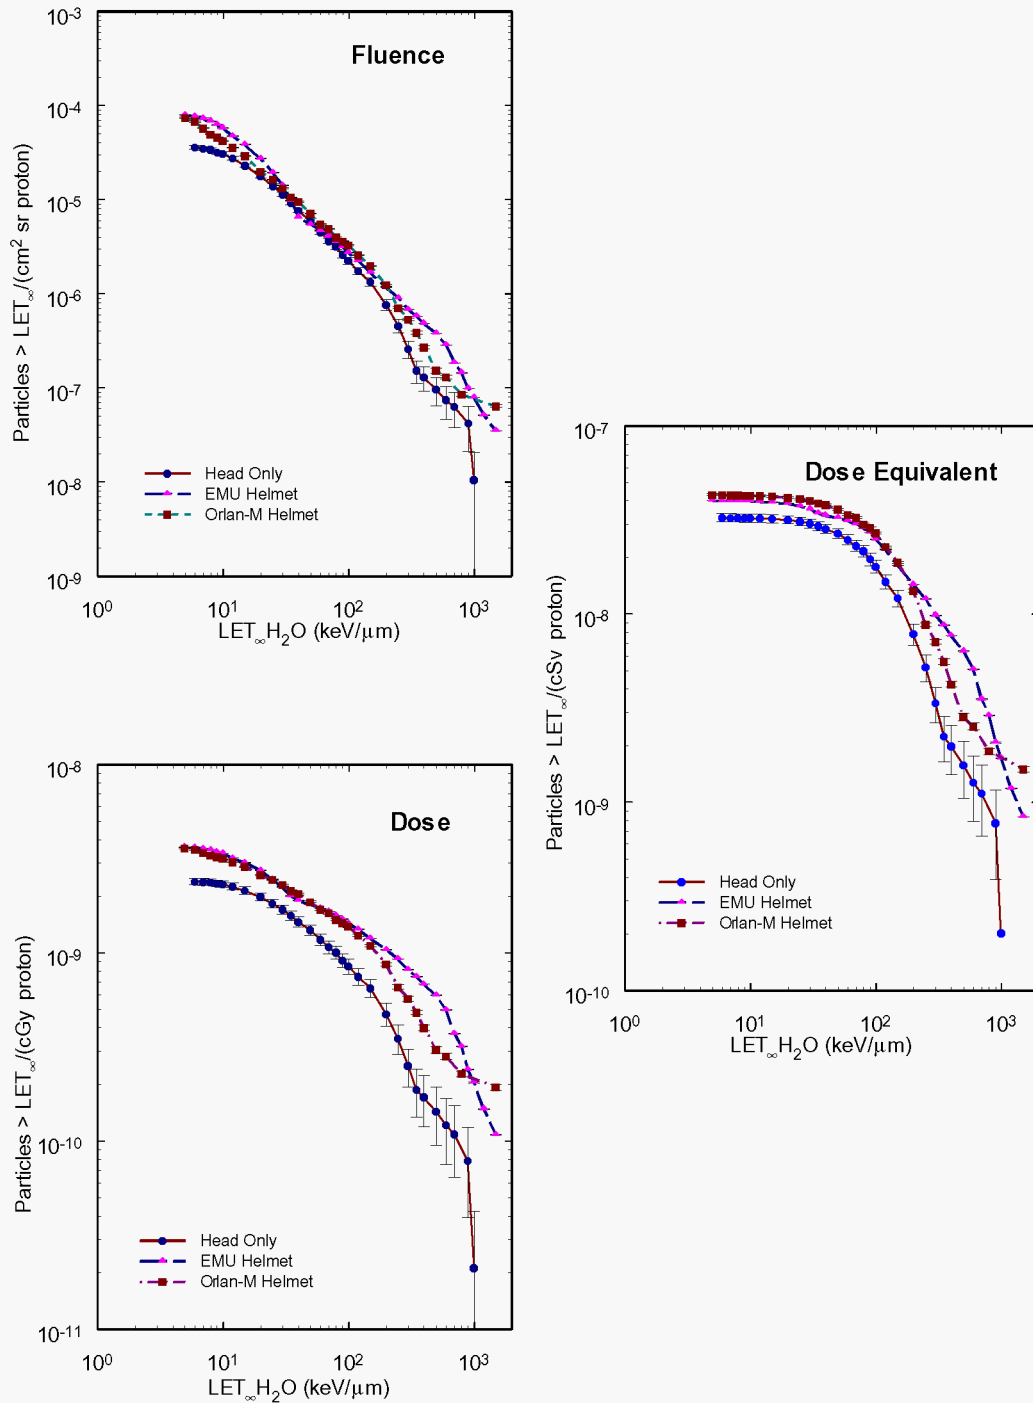 Fluence
Particles > LET∞/(cm² sr proton)
10⁻³
10⁻⁴
10⁻⁵
10⁻⁶
10⁻⁷
10⁻⁸
10⁻⁹
Head Only
EMU Helmet
Orlan-M Helmet
10⁰ 10¹ 10² 10³
LET∞H₂O (keV/μm)
Dose Equivalent
Particles > LET∞/(cSv proton)
10⁻⁷
10⁻⁸
10⁻⁹
10⁻¹⁰
Head Only
EMU Helmet
Orlan-M Helmet
10⁰ 10¹ 10² 10³
LET∞H₂O (keV/μm)
Dose
Particles > LET∞/(cGy proton)
10⁻⁸
10⁻⁹
10⁻¹⁰
10⁻¹¹
Head Only
EMU Helmet
Orlan-M Helmet
10⁰ 10¹ 10² 10³
LET∞H₂O (keV/μm)